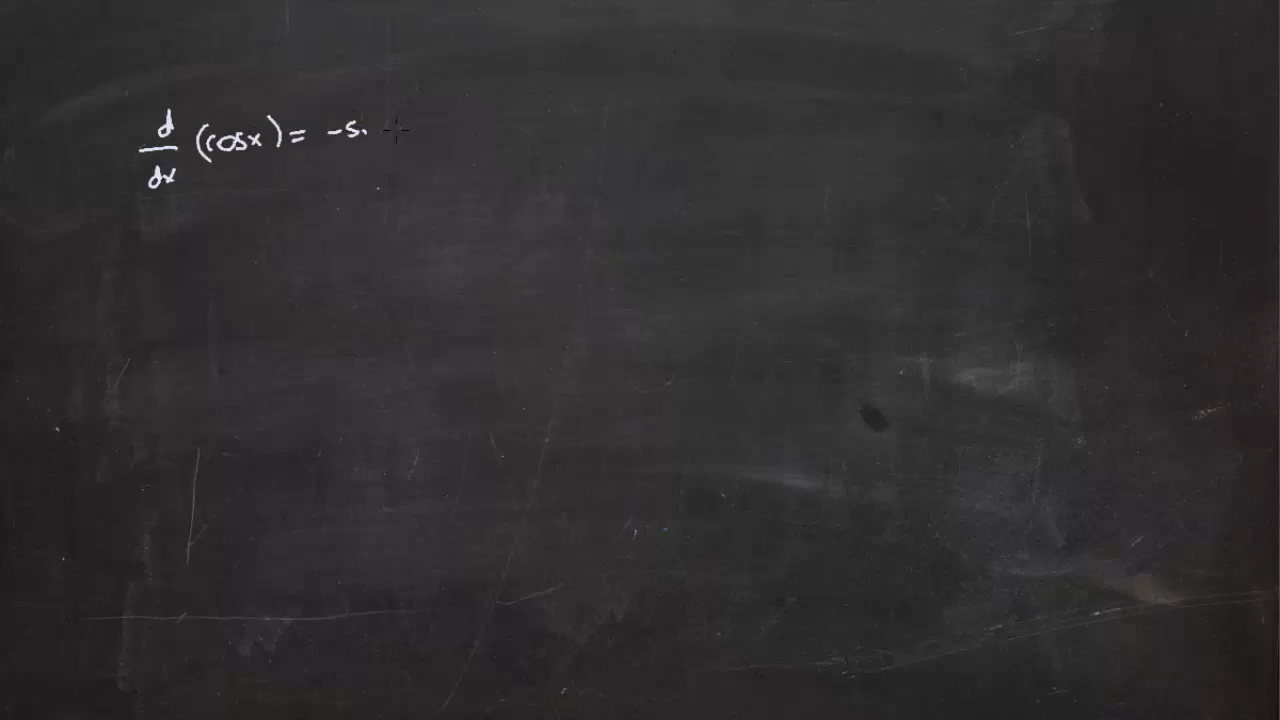 d/dx (cosx) = -s